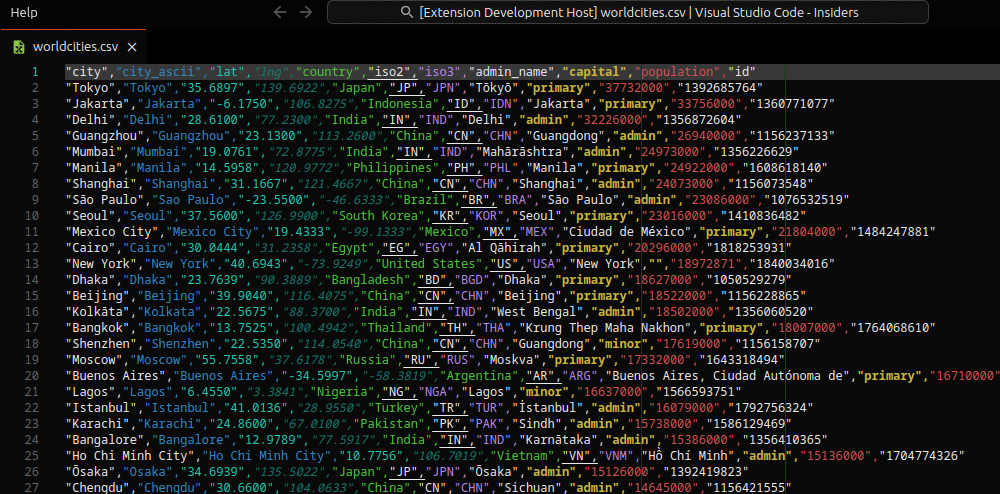 Help
[Extension Development Host] worldcities.csv | Visual Studio Code - Insiders
worldcities.csv
1 "city","city_ascii","lat","lng","country","iso2","iso3","admin_name","capital","population","id"
2 "Tokyo","Tokyo","35.6897","139.6922","Japan","JP","JPN","Tōkyō","primary","37732000","1392685764
3 "Jakarta","Jakarta","-6.1750","106.8275","Indonesia","ID","IDN","Jakarta","primary","33756000","1360771077
4 "Delhi","Delhi","28.6100","77.2300","India","IN","IND","Delhi","admin","32226000","1356872604
5 "Guangzhou","Guangzhou","23.1300","113.2600","China","CN","CHN","Guangdong","admin","26940000","1156237133
6 "Mumbai","Mumbai","19.0761","72.8775","India","IN","IND","Mahārāshtra","admin","24973000","1356226629
7 "Manila","Manila","14.5958","120.9772","Philippines","PH","PHL","Manila","primary","24922000","1608618140
8 "Shanghai","Shanghai","31.1667","121.4667","China","CN","CHN","Shanghai","admin","24073000","1156073548
9 "São Paulo","Sao Paulo","-23.5500","-46.6333","Brazil","BR","BRA","São Paulo","admin","23086000","1076532519
10 "Seoul","Seoul","37.5600","126.9900","South Korea","KR","KOR","Seoul","primary","23016000","1410836482
11 "Mexico City","Mexico City","19.4333","-99.1333","Mexico","MX","MEX","Ciudad de México","primary","21804000","1484247881
12 "Cairo","Cairo","30.0444","31.2358","Egypt","EG","EGY","Al Qāhirah","primary","20296000","1818253931
13 "New York","New York","40.6943","-73.9249","United States","US","USA","New York","","18972871","1840034016
14 "Dhaka","Dhaka","23.7639","90.3889","Bangladesh","BD","BGD","Dhaka","primary","18627000","1050529279
15 "Beijing","Beijing","39.9040","116.4075","China","CN","CHN","Beijing","primary","18522000","1156228865
16 "Kolkāta","Kolkata","22.5675","88.3700","India","IN","IND","West Bengal","admin","18502000","1356060520
17 "Bangkok","Bangkok","13.7525","100.4942","Thailand","TH","THA","Krung Thep Maha Nakhon","primary","18007000","1764068610
18 "Shenzhen","Shenzhen","22.5350","114.0540","China","CN","CHN","Guangdong","minor","17619000","1156158707
19 "Moscow","Moscow","55.7558","37.6178","Russia","RU","RUS","Moskva","primary","17332000","1643318494
20 "Buenos Aires","Buenos Aires","-34.5997","-58.3819","Argentina","AR","ARG","Buenos Aires, Ciudad Autónoma de","primary","16710000"
21 "Lagos","Lagos","6.4550","3.3841","Nigeria","NG","NGA","Lagos","minor","16637000","1566593751
22 "Istanbul","Istanbul","41.0136","28.9550","Turkey","TR","TUR","İstanbul","admin","16079000","1792756324
23 "Karachi","Karachi","24.8600","67.0100","Pakistan","PK","PAK","Sindh","admin","15738000","1586129469
24 "Bangalore","Bangalore","12.9789","77.5917","India","IN","IND","Karnātaka","admin","15386000","1356410365
25 "Ho Chi Minh City","Ho Chi Minh City","10.7756","106.7019","Vietnam","VN","VNM","Hồ Chí Minh","admin","15136000","1704774326
26 "Ōsaka","Osaka","34.6939","135.5022","Japan","JP","JPN","Ōsaka","admin","15126000","1392419823
27 "Chengdu","Chengdu","30.6600","104.0633","China","CN","CHN","Sichuan","admin","14645000","1156421555